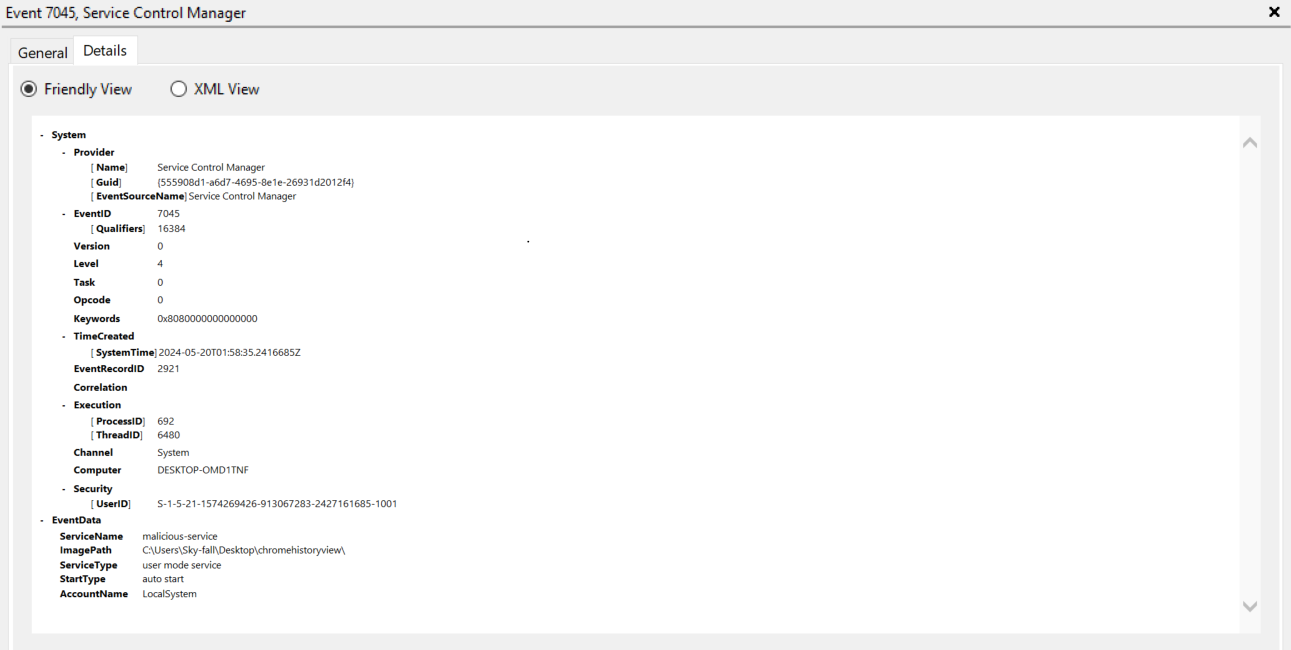 Event 7045, Service Control Manager
General Details
Friendly View XML View
- System
- Provider
[ Name] Service Control Manager
[ Guid] {555908d1-a6d7-4695-8e1e-26931d2012f4}
[ EventSourceName] Service Control Manager
- EventID 7045
[ Qualifiers] 16384
Version 0
Level 4
Task 0
Opcode 0
Keywords 0x8080000000000000
- TimeCreated
[ SystemTime] 2024-05-20T01:58:35.2416685Z
EventRecordID 2921
Correlation
- Execution
[ ProcessID] 692
[ ThreadID] 6480
Channel System
Computer DESKTOP-OMD1TNF
- Security
[ UserID] S-1-5-21-1574269426-913067283-2427161685-1001
- EventData
ServiceName malicious-service
ImagePath C:\Users\Sky-fall\Desktop\chromehistoryview\
ServiceType user mode service
StartType auto start
AccountName LocalSystem